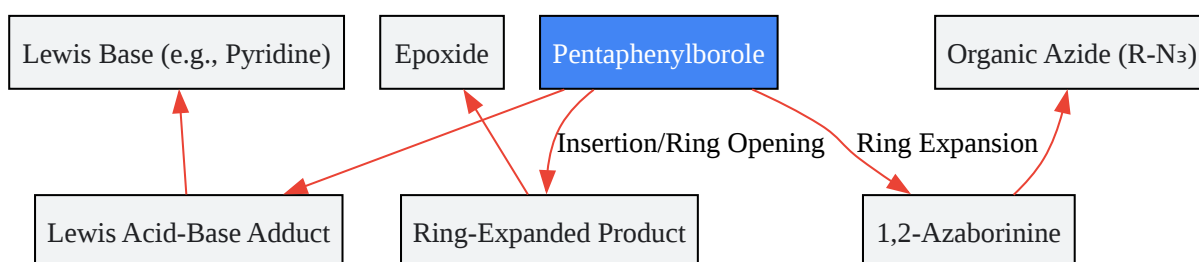 Lewis Base (e.g., Pyridine)
Epoxide
Pentaphenylborole
Organic Azide (R-N₃)
Insertion/Ring Opening
Ring Expansion
Lewis Acid-Base Adduct
Ring-Expanded Product
1,2-Azaborinine